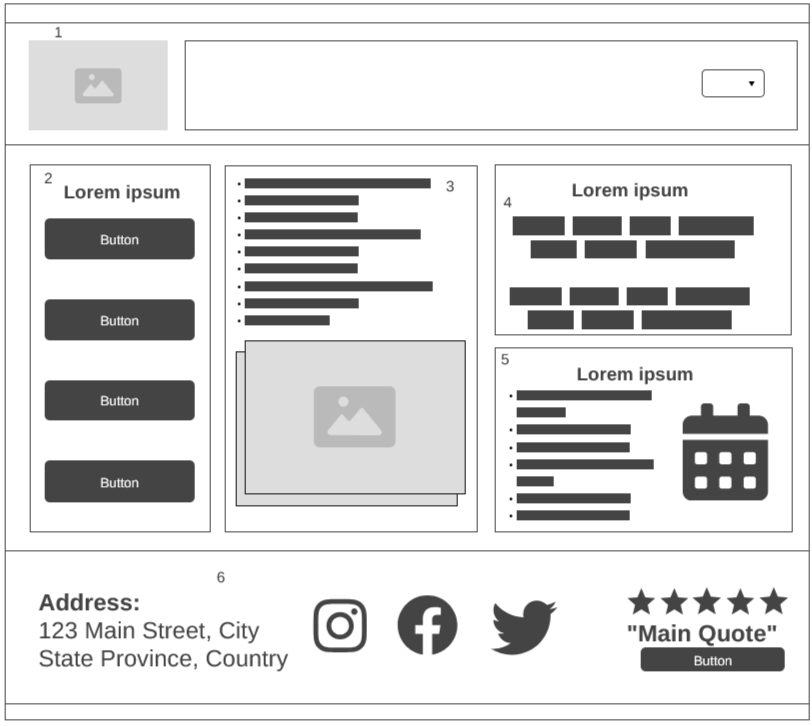 1
2
Lorem ipsum
Button
Button
Button
Button
3
4
Lorem ipsum
5
Lorem ipsum
6
Address:
123 Main Street, City
State Province, Country
"Main Quote"
Button